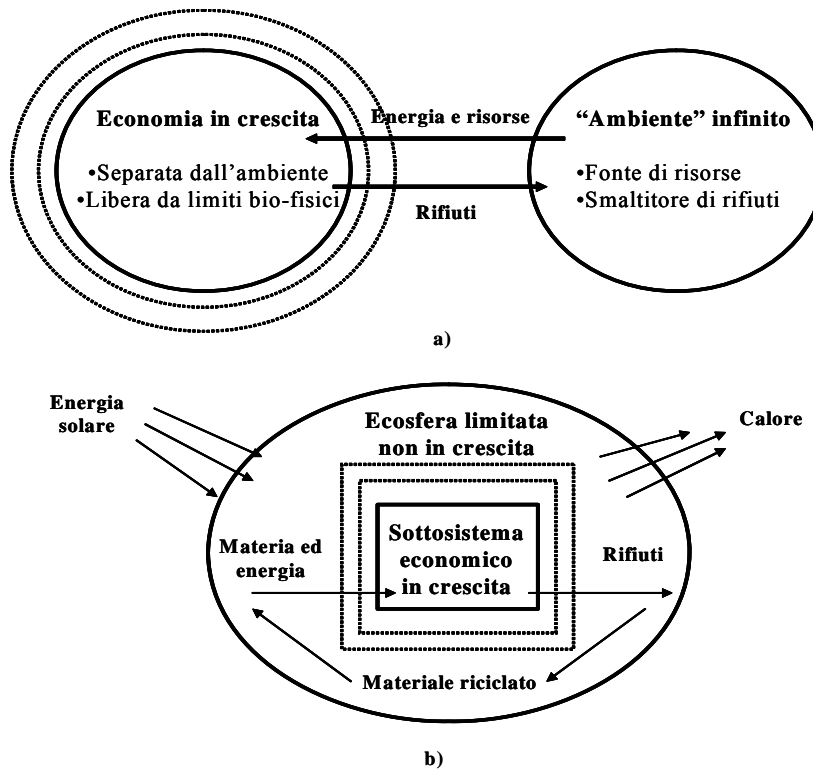 Economia in crescita
•Separata dall'ambiente
•Libera da limiti bio-fisici
Energia e risorse
Rifiuti
“Ambiente” infinito
•Fonte di risorse
•Smaltitore di rifiuti
a)
Energia
solare
Ecosfera limitata
non in crescita
Calore
Materia ed
energia
Sottosistema
economico
in crescita
Rifiuti
Materiale riciclato
b)